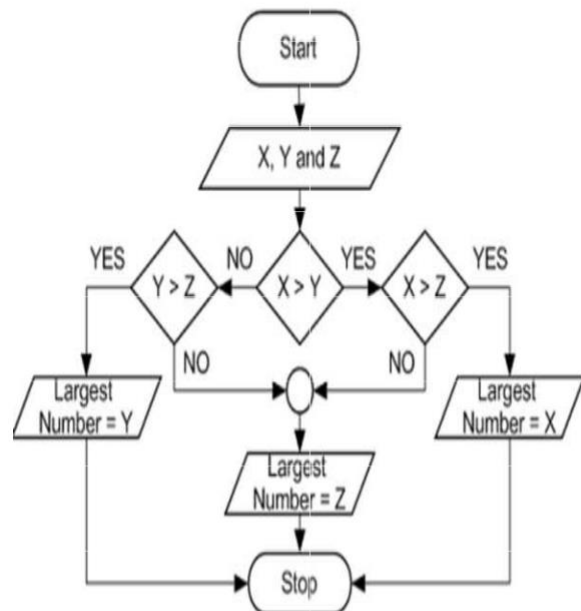 Start
X, Y and Z
YES
NO
YES
YES
Y > Z
X > Y
X > Z
NO
NO
Largest
Number = Y
Largest
Number = X
Largest
Number = Z
Stop